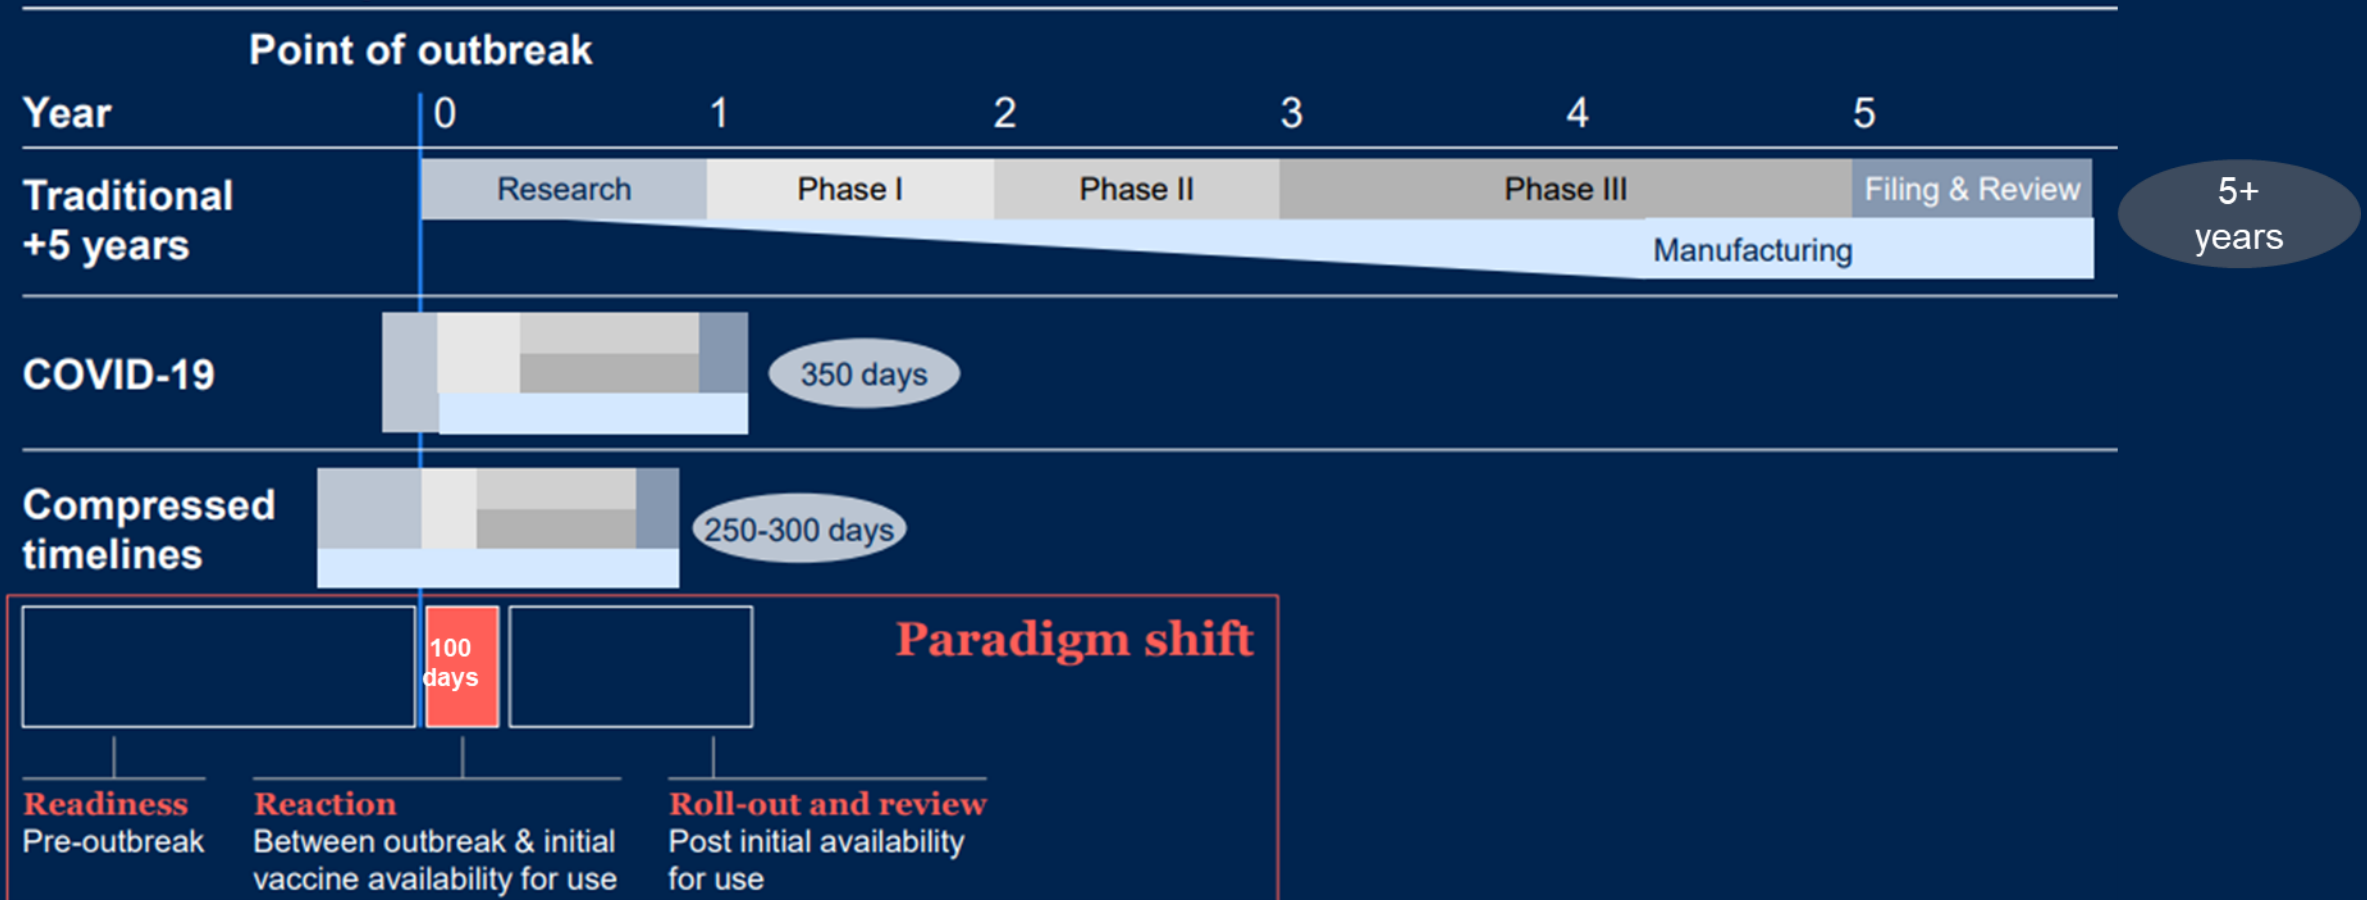 Point of outbreak
Year 0 1 2 3 4 5
Traditional
+5 years
Research Phase I Phase II Phase III Filing & Review
Manufacturing
5+
years
COVID-19
350 days
Compressed
timelines
250-300 days
Paradigm shift
100
days
Readiness
Pre-outbreak
Reaction
Between outbreak & initial
vaccine availability for use
Roll-out and review
Post initial availability
for use